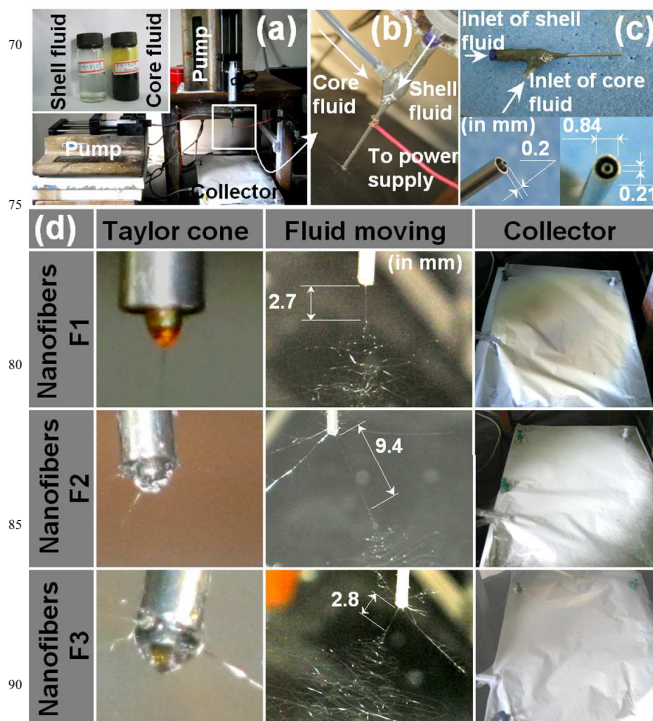 70
75
80
85
90
(a)
Shell fluid
Core fluid
Pump
Pump
Collector
(b)
Core
fluid
Shell
fluid
To power
supply
(c)
Inlet of shell
fluid
Inlet of core
fluid
(in mm)
0.2
0.84
0.21
(d)
Taylor cone
Fluid moving
Collector
Nanofibers
F1
(in mm)
2.7
Nanofibers
F2
9.4
Nanofibers
F3
2.8